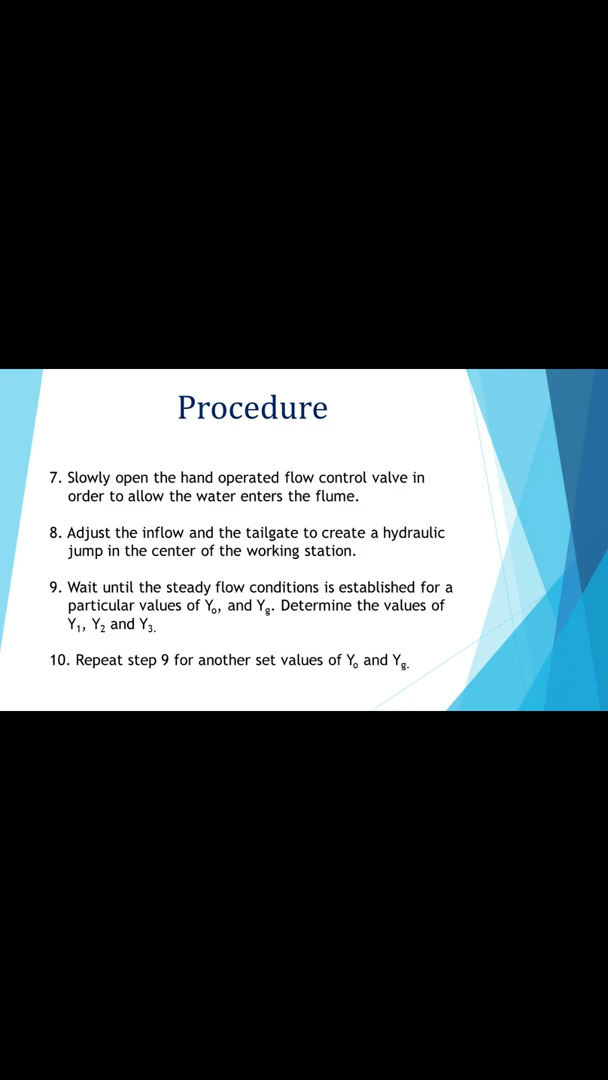 Procedure
7. Slowly open the hand operated flow control valve in
order to allow the water enters the flume.
8. Adjust the inflow and the tailgate to create a hydraulic
jump in the center of the working station.
9. Wait until the steady flow conditions is established for a
particular values of Yₒ, and Y_g. Determine the values of
Y₁, Y₂ and Y₃.
10. Repeat step 9 for another set values of Yₒ and Y_g.